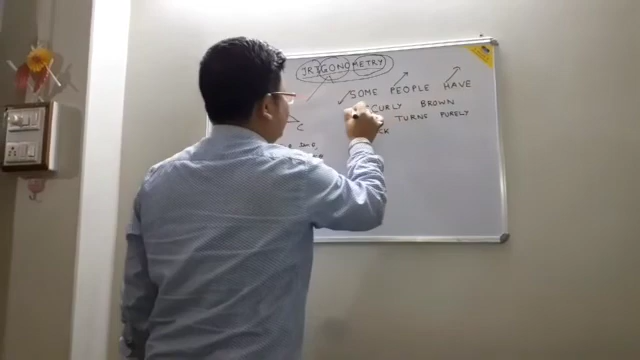 TRIGONOMETRY
SOME PEOPLE HAVE
CURLY BROWN
TURNS PURELY
C